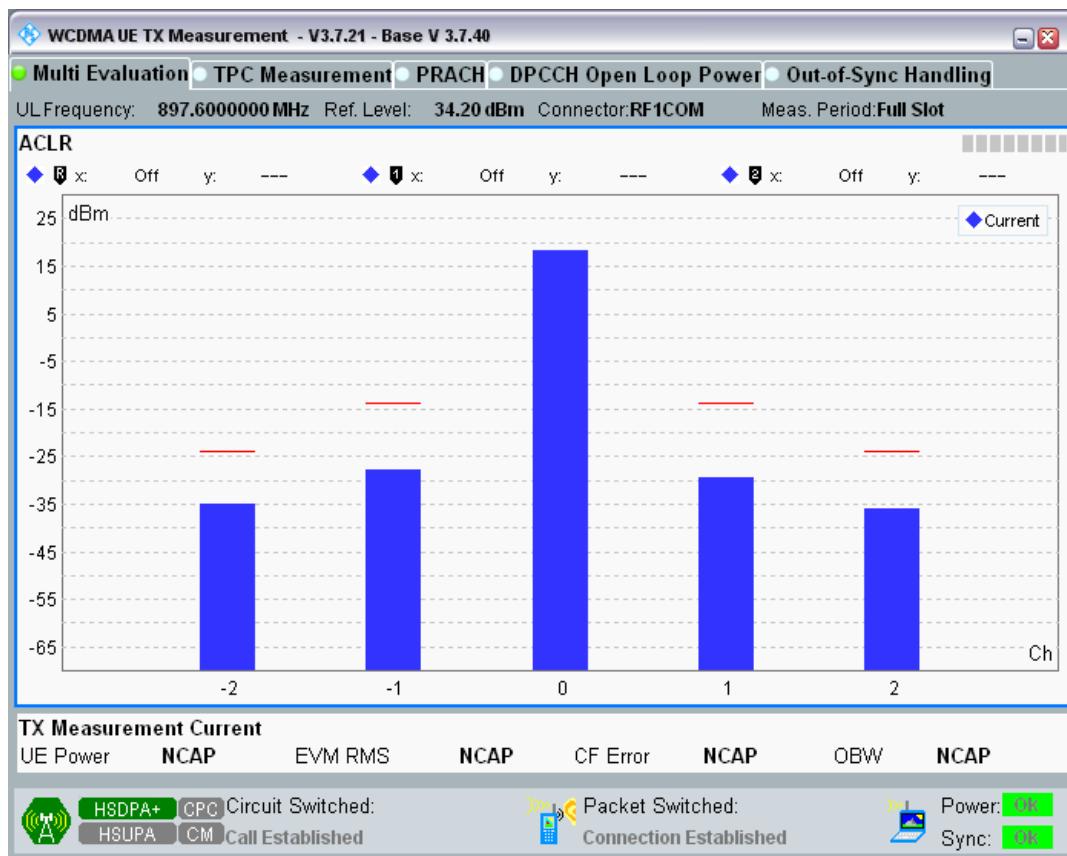 WCDMA UE TX Measurement - V3.7.21 - Base V 3.7.40
Multi Evaluation TPC Measurement PRACH DPCCH Open Loop Power Out-of-Sync Handling
UL Frequency: 897.6000000 MHz Ref. Level: 34.20 dBm Connector:RF1COM Meas. Period:Full Slot
ACLR
R x: Off y: --- 1 x: Off y: --- 2 x: Off y: ---
dBm
Current
25
15
5
-5
-15
-25
-35
-45
-55
-65
Ch
-2 -1 0 1 2
TX Measurement Current
UE Power NCAP EVM RMS NCAP CF Error NCAP OBW NCAP
HSDPA+ CPC Circuit Switched: Packet Switched: Power: Ok
HSUPA CM Call Established Connection Established Sync: Ok